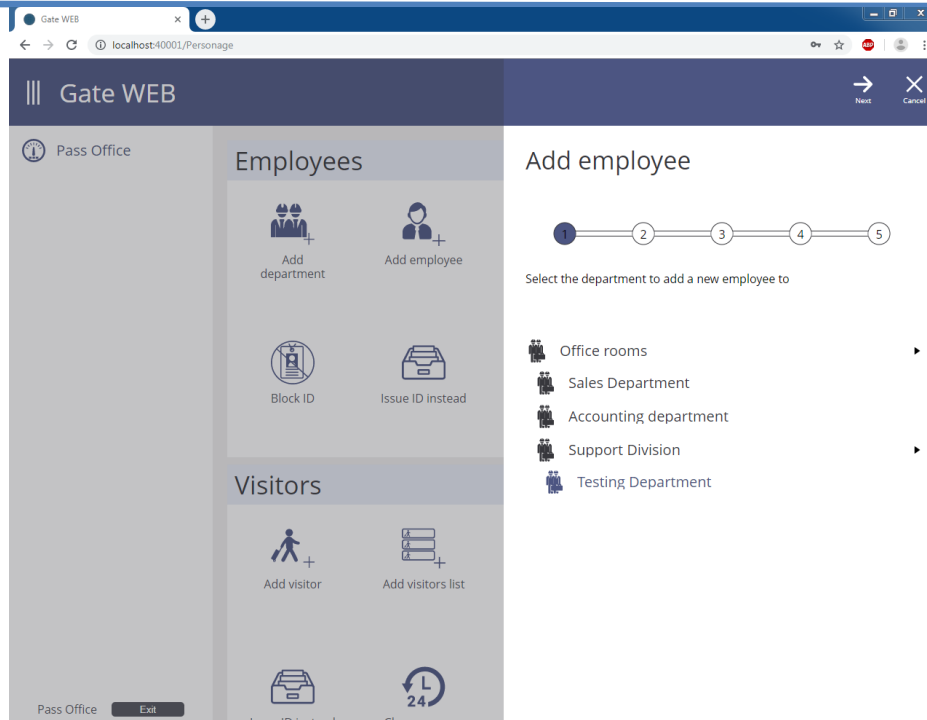 Gate WEB
localhost:40001/Personage
ABP
Gate WEB
Next
Cancel
Pass Office
Employees
Add department
Add employee
Block ID
Issue ID instead
Visitors
Add visitor
Add visitors list
24
Pass Office
Exit
Add employee
1 2 3 4 5
Select the department to add a new employee to
Office rooms
Sales Department
Accounting department
Support Division
Testing Department